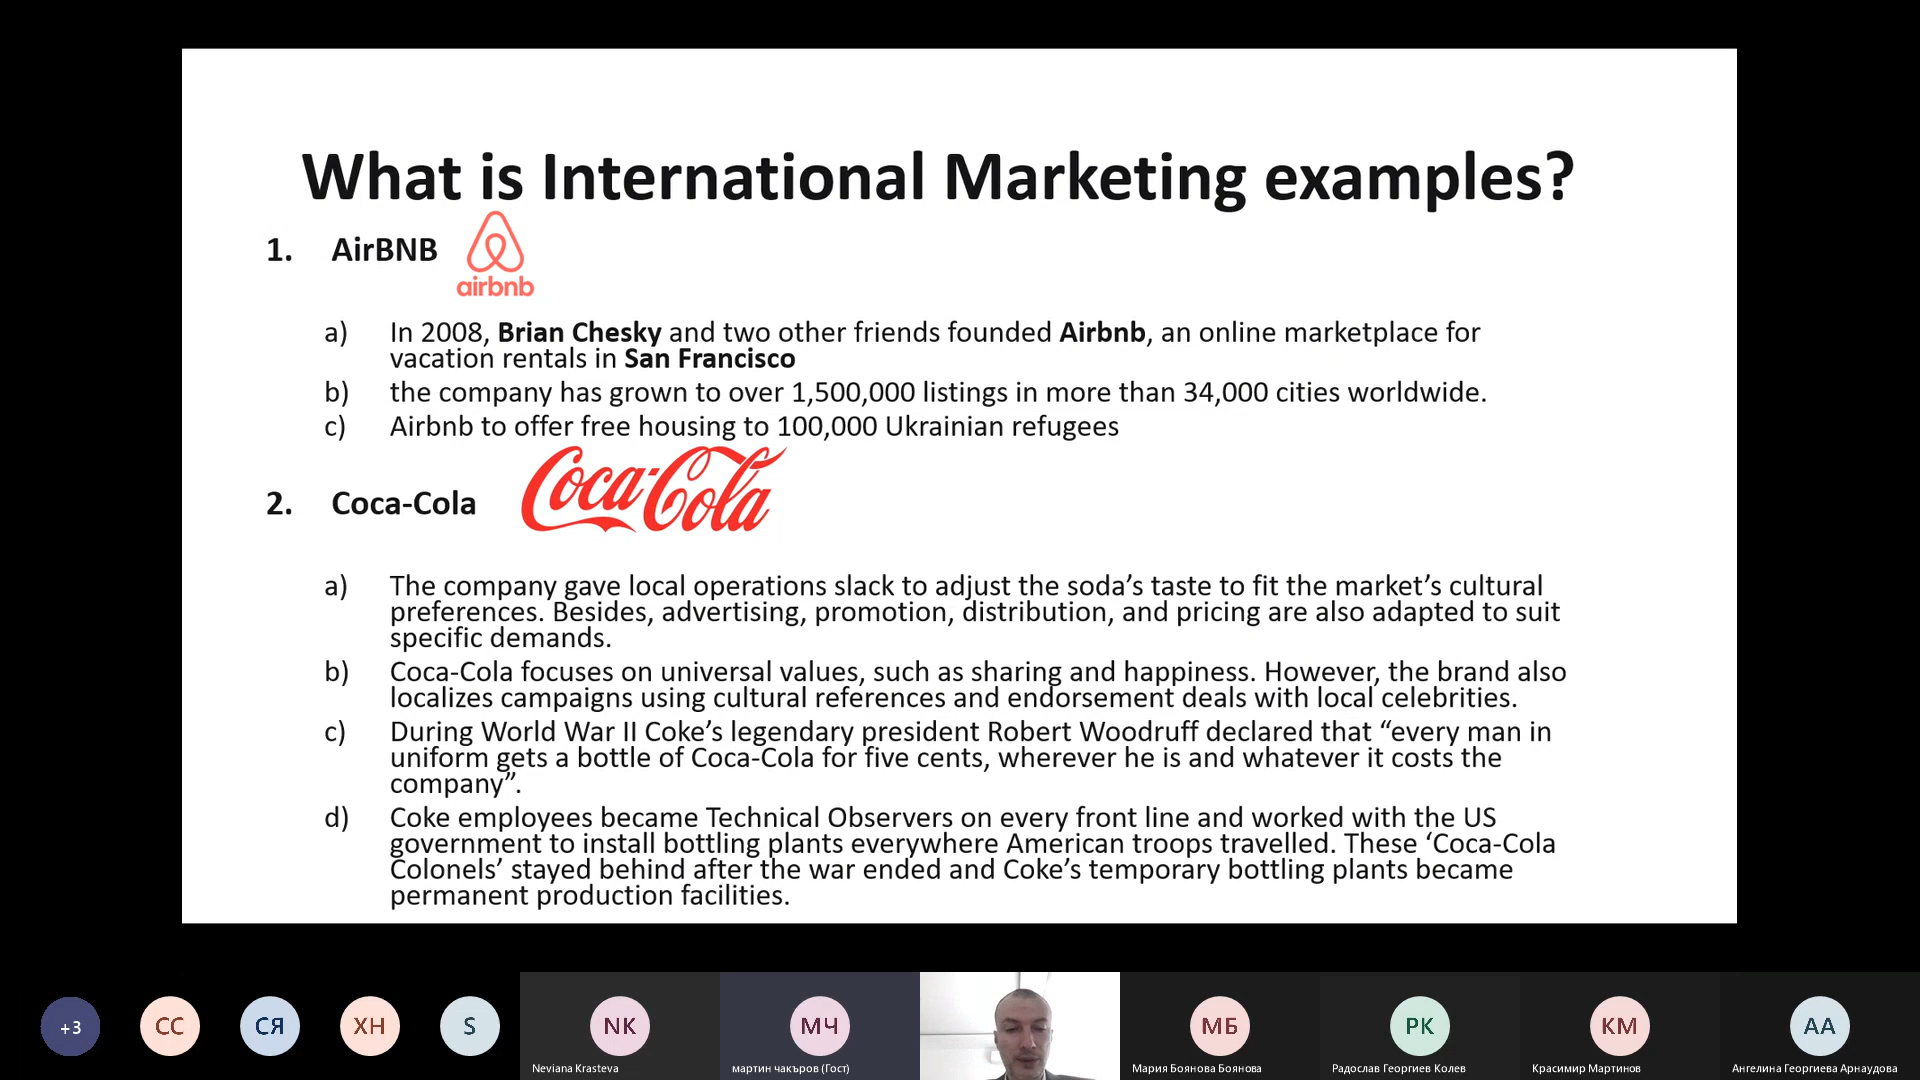 What is International Marketing examples?
1. AirBNB
airbnb
a) In 2008, Brian Chesky and two other friends founded Airbnb, an online marketplace for
vacation rentals in San Francisco
b) the company has grown to over 1,500,000 listings in more than 34,000 cities worldwide.
c) Airbnb to offer free housing to 100,000 Ukrainian refugees
2. Coca-Cola
Coca-Cola
a) The company gave local operations slack to adjust the soda’s taste to fit the market’s cultural
preferences. Besides, advertising, promotion, distribution, and pricing are also adapted to suit
specific demands.
b) Coca-Cola focuses on universal values, such as sharing and happiness. However, the brand also
localizes campaigns using cultural references and endorsement deals with local celebrities.
c) During World War II Coke’s legendary president Robert Woodruff declared that “every man in
uniform gets a bottle of Coca-Cola for five cents, wherever he is and whatever it costs the
company”.
d) Coke employees became Technical Observers on every front line and worked with the US
government to install bottling plants everywhere American troops travelled. These ‘Coca-Cola
Colonels’ stayed behind after the war ended and Coke’s temporary bottling plants became
permanent production facilities.
+3 СС СЯ ХН S NK МЧ МБ РК КМ АА
Neviana Krasteva мартин чакъров (Гост) Мария Боянова Боянова Радослав Георгиев Колев Красимир Мартинов Ангелина Георгиева Арнаудова